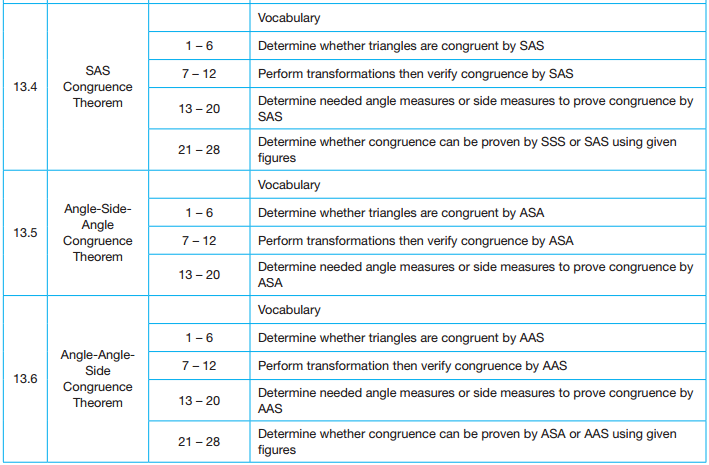 Vocabulary
13.4
SAS
Congruence
Theorem
1 – 6
Determine whether triangles are congruent by SAS
7 – 12
Perform transformations then verify congruence by SAS
13 – 20
Determine needed angle measures or side measures to prove congruence by
SAS
21 – 28
Determine whether congruence can be proven by SSS or SAS using given
figures
Vocabulary
13.5
Angle-Side-
Angle
Congruence
Theorem
1 – 6
Determine whether triangles are congruent by ASA
7 – 12
Perform transformations then verify congruence by ASA
13 – 20
Determine needed angle measures or side measures to prove congruence by
ASA
Vocabulary
13.6
Angle-Angle-
Side
Congruence
Theorem
1 – 6
Determine whether triangles are congruent by AAS
7 – 12
Perform transformation then verify congruence by AAS
13 – 20
Determine needed angle measures or side measures to prove congruence by
AAS
21 – 28
Determine whether congruence can be proven by ASA or AAS using given
figures